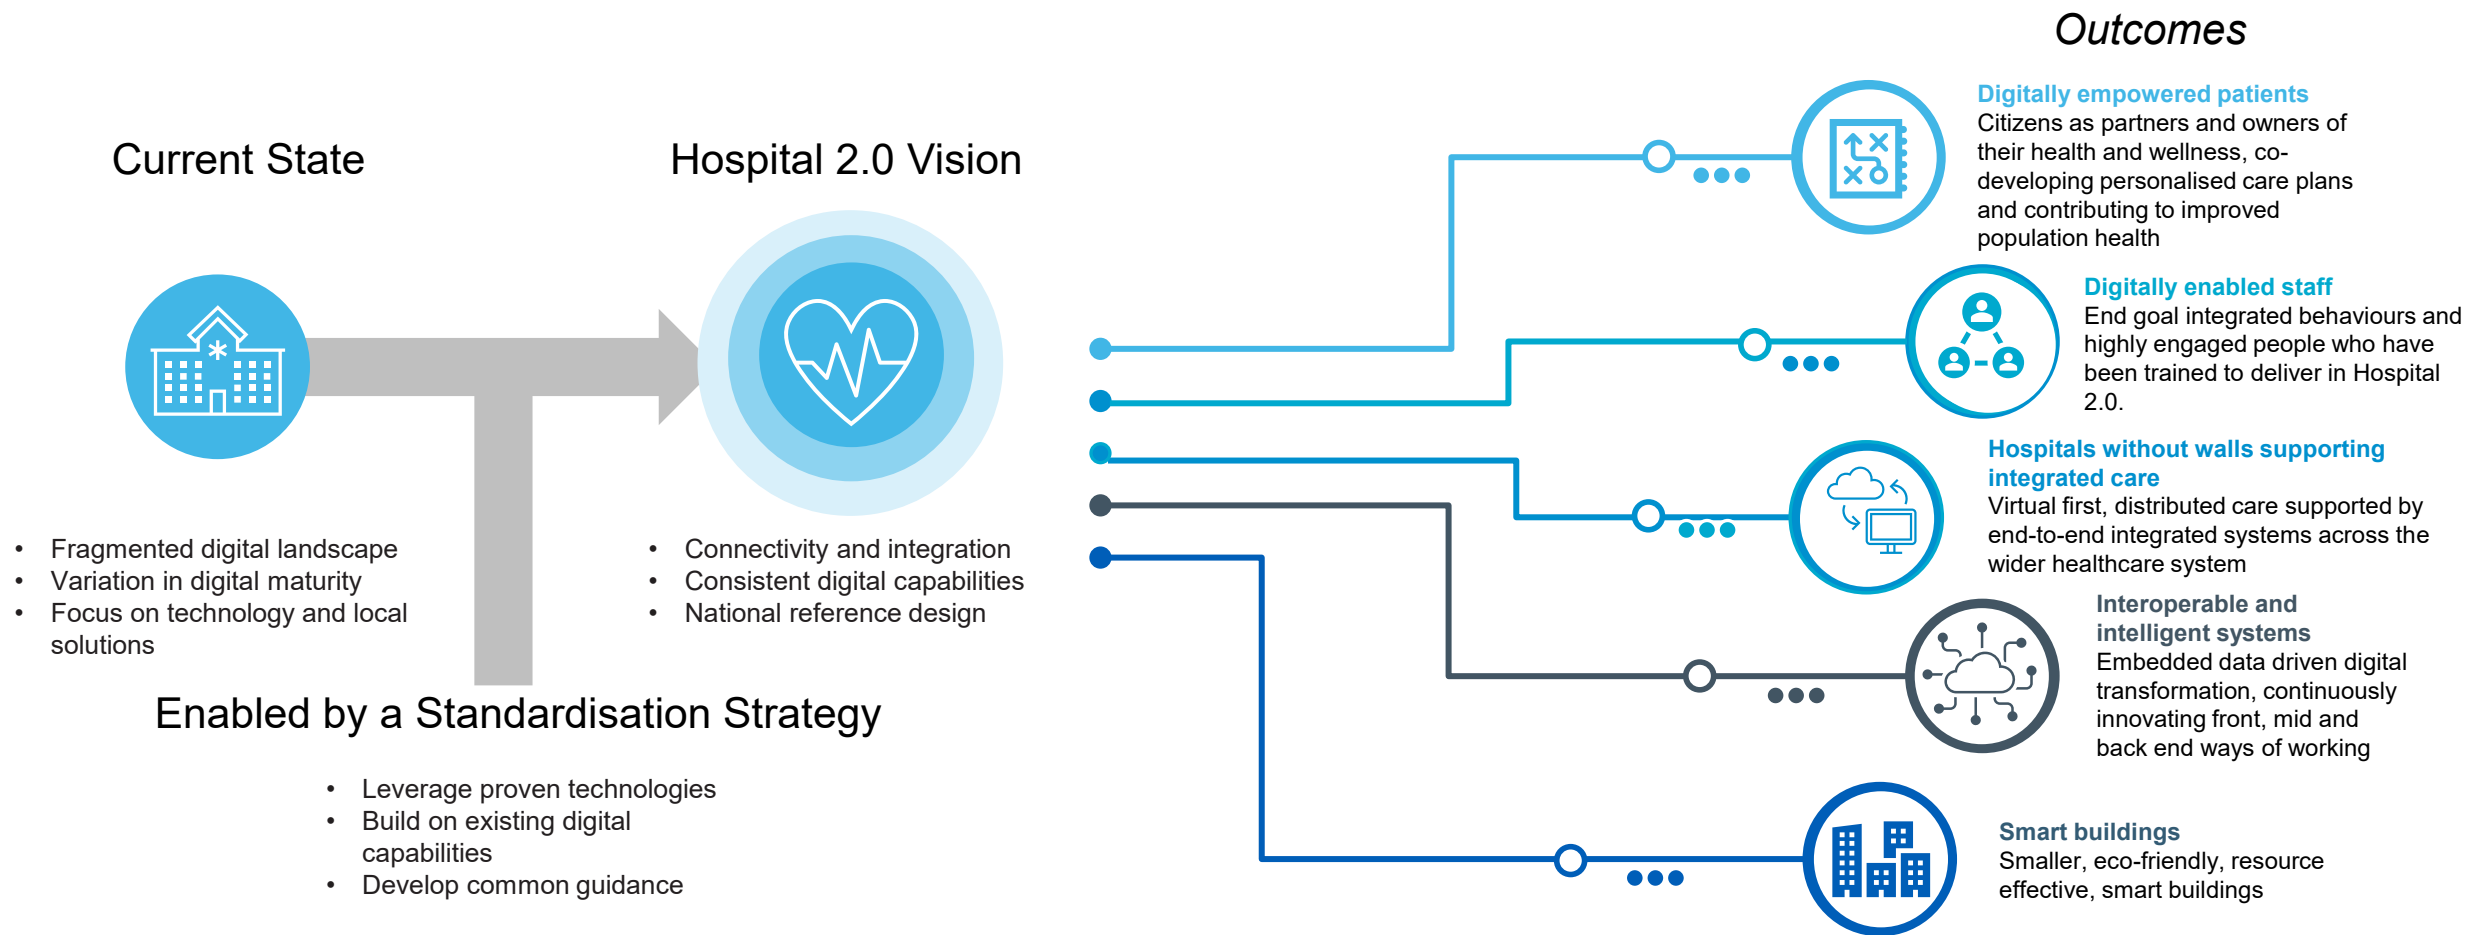 Outcomes
Current State
• Fragmented digital landscape
• Variation in digital maturity
• Focus on technology and local
solutions
Hospital 2.0 Vision
• Connectivity and integration
• Consistent digital capabilities
• National reference design
Enabled by a Standardisation Strategy
• Leverage proven technologies
• Build on existing digital
capabilities
• Develop common guidance
Digitally empowered patients
Citizens as partners and owners of
their health and wellness, co-
developing personalised care plans
and contributing to improved
population health
Digitally enabled staff
End goal integrated behaviours and
highly engaged people who have
been trained to deliver in Hospital
2.0.
Hospitals without walls supporting
integrated care
Virtual first, distributed care supported by
end-to-end integrated systems across the
wider healthcare system
Interoperable and
intelligent systems
Embedded data driven digital
transformation, continuously
innovating front, mid and
back end ways of working
Smart buildings
Smaller, eco-friendly, resource
effective, smart buildings